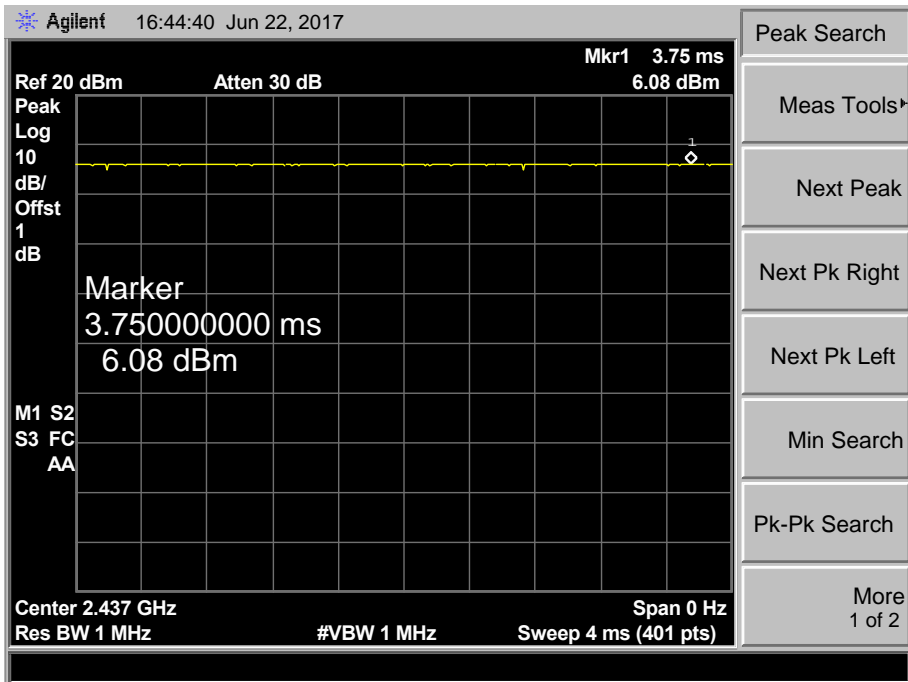 Agilent 16:44:40 Jun 22, 2017
Mkr1 3.75 ms
Ref 20 dBm Atten 30 dB 6.08 dBm
Peak
Log
10
dB/
Offst
1
dB
1
Marker
3.750000000 ms
6.08 dBm
M1 S2
S3 FC
AA
Center 2.437 GHz Span 0 Hz
Res BW 1 MHz #VBW 1 MHz Sweep 4 ms (401 pts)
Peak Search
Meas Tools
Next Peak
Next Pk Right
Next Pk Left
Min Search
Pk-Pk Search
More
1 of 2